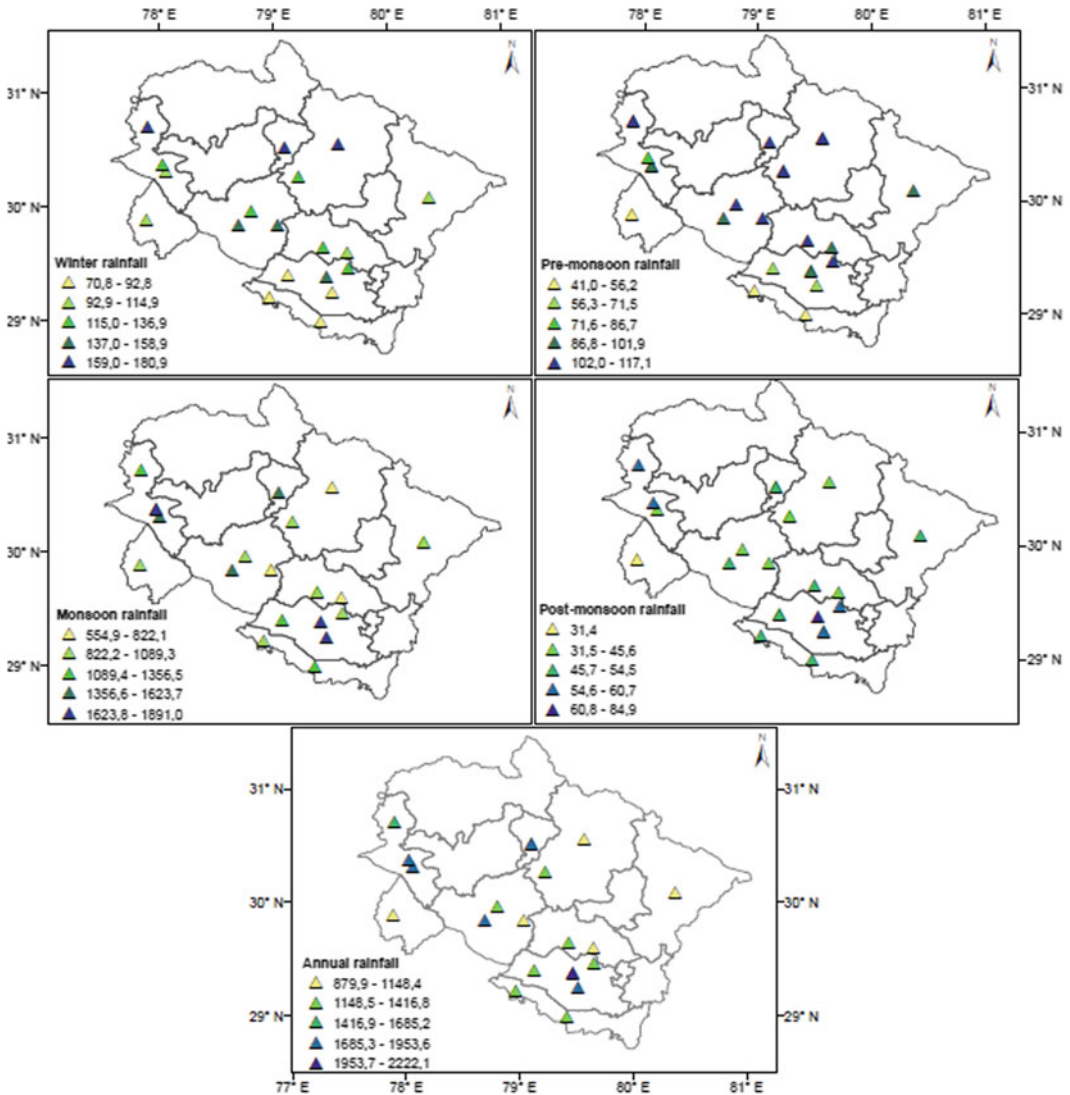 78° E 79° E 80° E 81° E
78° E 79° E 80° E 81° E
N
N
31° N
30° N
29° N
31° N
30° N
29° N
Winter rainfall
70,8 - 92,8
92,9 - 114,9
115,0 - 136,9
137,0 - 158,9
159,0 - 180,9
Pre-monsoon rainfall
41,0 - 56,2
56,3 - 71,5
71,6 - 86,7
86,8 - 101,9
102,0 - 117,1
N
N
31° N
30° N
29° N
31° N
30° N
29° N
Monsoon rainfall
554,9 - 822,1
822,2 - 1089,3
1089,4 - 1356,5
1356,6 - 1623,7
1623,8 - 1891,0
Post-monsoon rainfall
31,4
31,5 - 45,6
45,7 - 54,5
54,6 - 60,7
60,8 - 84,9
N
31° N
30° N
29° N
31° N
30° N
29° N
Annual rainfall
879,9 - 1148,4
1148,5 - 1416,8
1416,9 - 1685,2
1685,3 - 1953,6
1953,7 - 2222,1
77° E 78° E 79° E 80° E 81° E